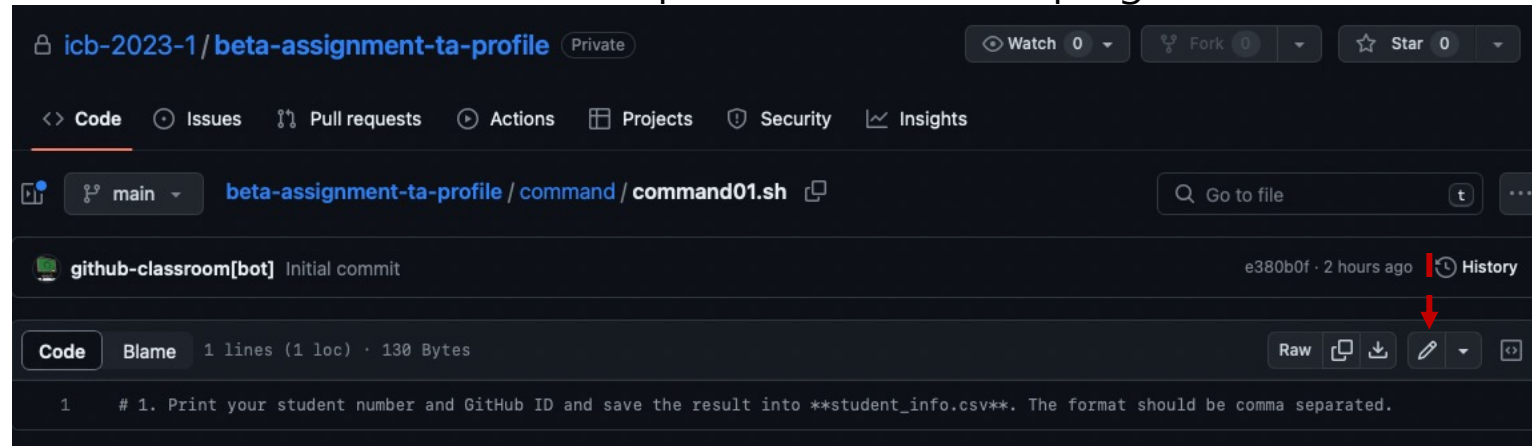 icb-2023-1/beta-assignment-ta-profile Private Watch 0 Fork 0 Star 0
<> Code Issues Pull requests Actions Projects Security Insights
main beta-assignment-ta-profile / command / command01.sh Go to file t ...
github-classroom[bot] Initial commit e380b0f · 2 hours ago History
Code Blame 1 lines (1 loc) · 130 Bytes Raw
1 # 1. Print your student number and GitHub ID and save the result into **student_info.csv**. The format should be comma separated.